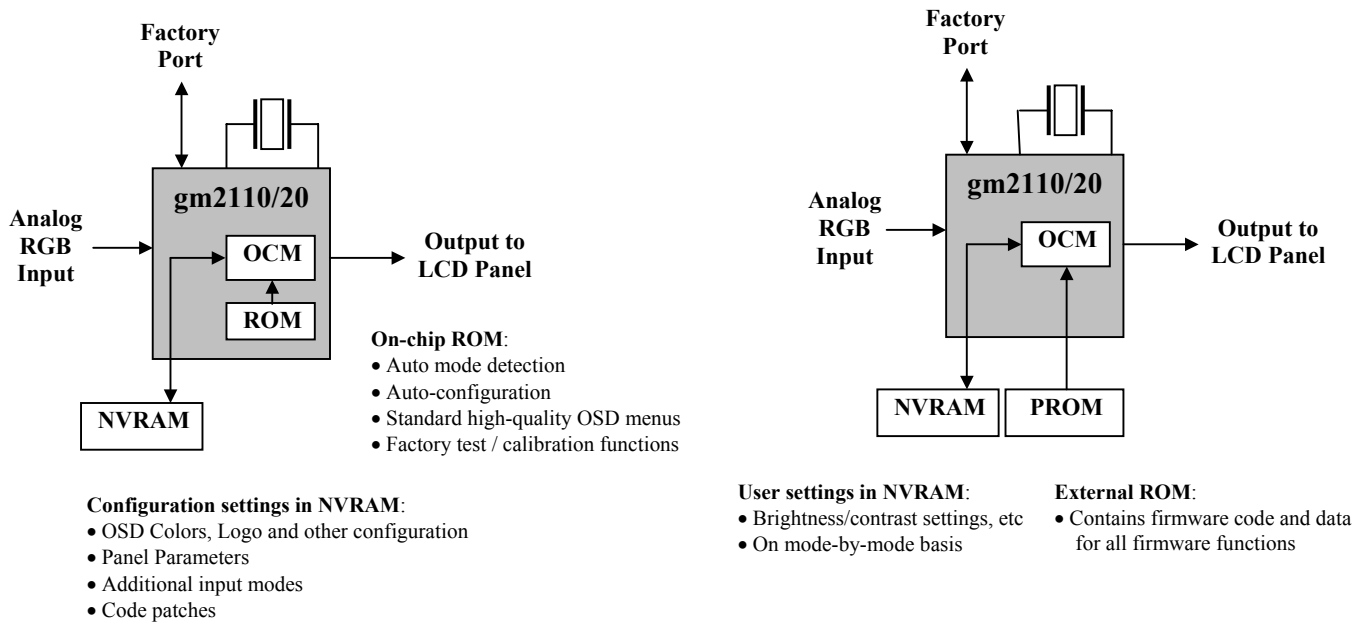 Factory
Port
gm2110/20
Analog
RGB
Input
OCM
ROM
Output to
LCD Panel
NVRAM
On-chip ROM:
• Auto mode detection
• Auto-configuration
• Standard high-quality OSD menus
• Factory test / calibration functions
Configuration settings in NVRAM:
• OSD Colors, Logo and other configuration
• Panel Parameters
• Additional input modes
• Code patches
Factory
Port
gm2110/20
Analog
RGB
Input
OCM
Output to
LCD Panel
NVRAM
PROM
User settings in NVRAM:
• Brightness/contrast settings, etc
• On mode-by-mode basis
External ROM:
• Contains firmware code and data
for all firmware functions